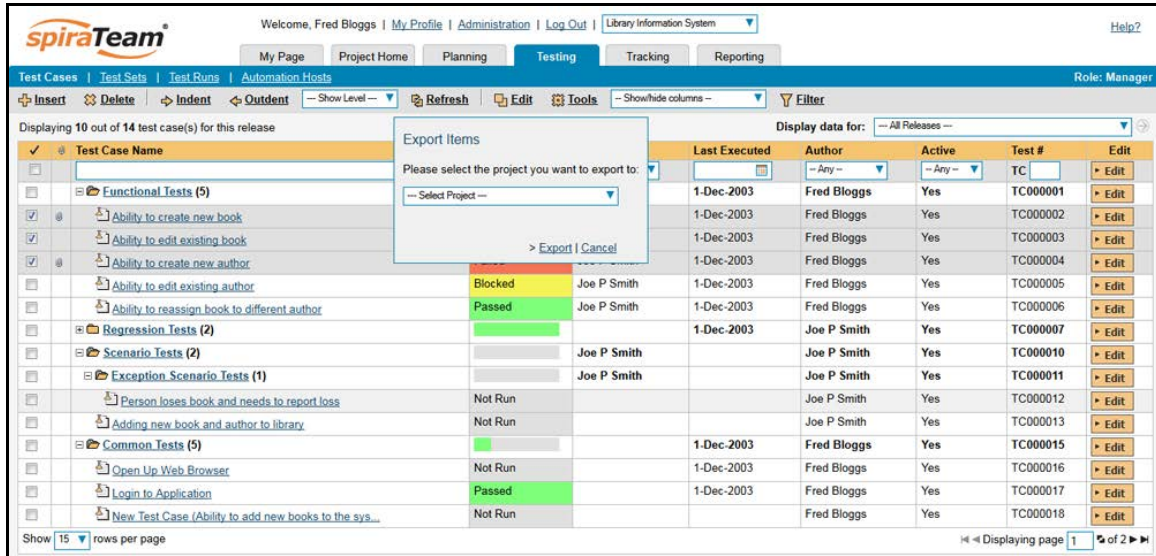 spiraTeam
Welcome, Fred Bloggs | My Profile | Administration | Log Out | Library Information System
Help?
My Page Project Home Planning Testing Tracking Reporting
Test Cases | Test Sets | Test Runs | Automation Hosts Role: Manager
Insert Delete Indent Outdent -- Show Level -- Refresh Edit Tools -- Show/hide columns -- Filter
Displaying 10 out of 14 test case(s) for this release Display data for: -- All Releases --
Export Items
Please select the project you want to export to:
--- Select Project ---
> Export | Cancel
Test Case Name Last Executed Author Active Test # Edit
-- Any -- -- Any -- TC Edit
Functional Tests (5) 1-Dec-2003 Fred Bloggs Yes TC000001 Edit
Ability to create new book 1-Dec-2003 Fred Bloggs Yes TC000002 Edit
Ability to edit existing book 1-Dec-2003 Fred Bloggs Yes TC000003 Edit
Ability to create new author 1-Dec-2003 Fred Bloggs Yes TC000004 Edit
Ability to edit existing author Blocked Joe P Smith 1-Dec-2003 Fred Bloggs Yes TC000005 Edit
Ability to reassign book to different author Passed Joe P Smith 1-Dec-2003 Fred Bloggs Yes TC000006 Edit
Regression Tests (2) 1-Dec-2003 Joe P Smith Yes TC000007 Edit
Scenario Tests (2) Joe P Smith Joe P Smith Yes TC000010 Edit
Exception Scenario Tests (1) Joe P Smith Joe P Smith Yes TC000011 Edit
Person loses book and needs to report loss Not Run Joe P Smith Yes TC000012 Edit
Adding new book and author to library Not Run Joe P Smith Yes TC000013 Edit
Common Tests (5) 1-Dec-2003 Fred Bloggs Yes TC000015 Edit
Open Up Web Browser Not Run 1-Dec-2003 Fred Bloggs Yes TC000016 Edit
Login to Application Passed 1-Dec-2003 Fred Bloggs Yes TC000017 Edit
New Test Case (Ability to add new books to the sys... Not Run Fred Bloggs Yes TC000018 Edit
Show 15 rows per page Displaying page 1 of 2